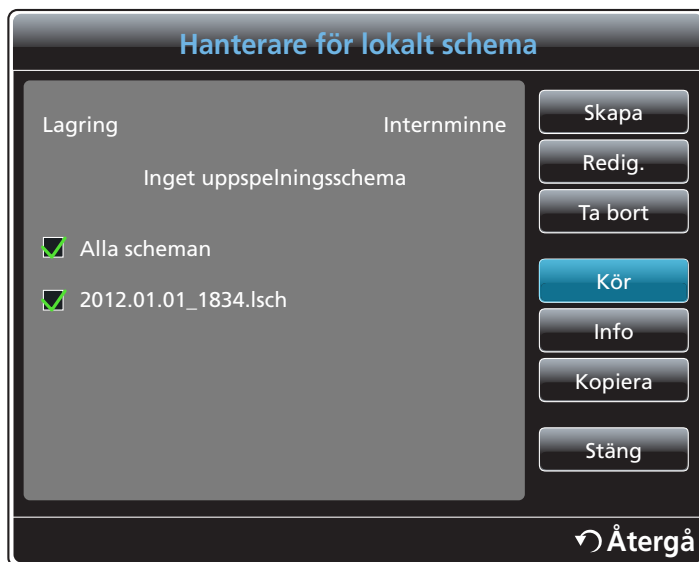 Hanterare för lokalt schema
Lagring Internminne
Inget uppspelningsschema
Alla scheman
2012.01.01_1834.lsch
Skapa
Redig.
Ta bort
Kör
Info
Kopiera
Stäng
Återgå